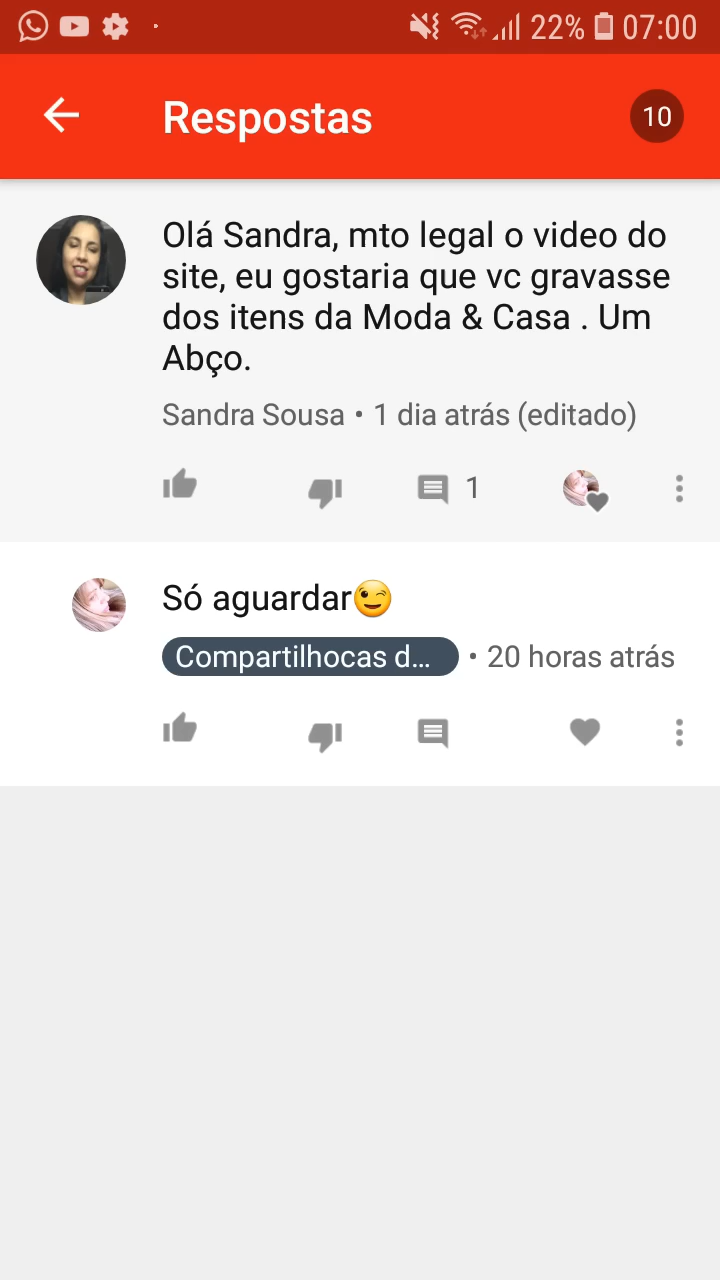 22% 07:00
Respostas
10
Olá Sandra, mto legal o video do
site, eu gostaria que vc gravasse
dos itens da Moda & Casa . Um
Abço.
Sandra Sousa • 1 dia atrás (editado)
1
Só aguardar😉
Compartilhocas d... • 20 horas atrás